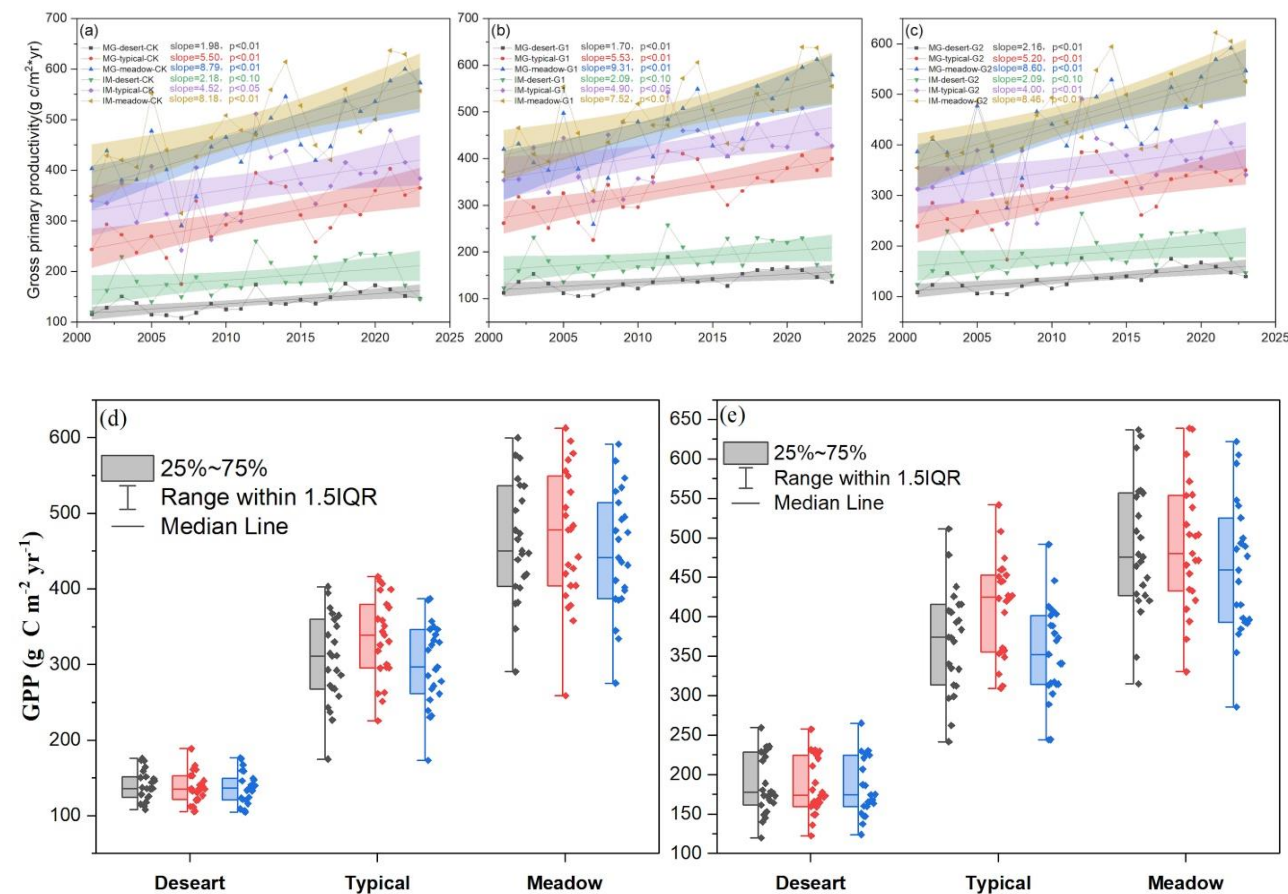 (a)
MG-desert-CK slope=1.98, p<0.01
MG-typical-CK slope=5.50, p<0.01
MG-meadow-CK slope=8.79, p<0.01
IM-desert-CK slope=2.18, p<0.10
IM-typical-CK slope=4.52, p<0.05
IM-meadow-CK slope=8.18, p<0.01
Gross primary productivity(g c/m²*yr)
700
600
500
400
300
200
100
2000 2005 2010 2015 2020 2025
(b)
MG-desert-G1 slope=1.70, p<0.01
MG-typical-G1 slope=5.53, p<0.01
MG-meadow-G1 slope=9.31, p<0.01
IM-desert-G1 slope=2.09, p<0.10
IM-typical-G1 slope=4.90, p<0.05
IM-meadow-G1 slope=7.52, p<0.01
700
600
500
400
300
200
100
2000 2005 2010 2015 2020 2025
(c)
MG-desert-G2 slope=2.16, p<0.01
MG-typical-G2 slope=5.20, p<0.01
MG-meadow-G2 slope=8.60, p<0.01
IM-desert-G2 slope=2.09, p<0.10
IM-typical-G2 slope=4.00, p<0.01
IM-meadow-G2 slope=8.46, p<0.01
650
600
550
500
450
400
350
300
250
200
150
100
2000 2005 2010 2015 2020 2025
(d)
25%~75%
Range within 1.5IQR
Median Line
GPP (g C m⁻² yr⁻¹)
600
500
400
300
200
100
Deseart Typical Meadow
(e)
25%~75%
Range within 1.5IQR
Median Line
650
600
550
500
450
400
350
300
250
200
150
100
Deseart Typical Meadow